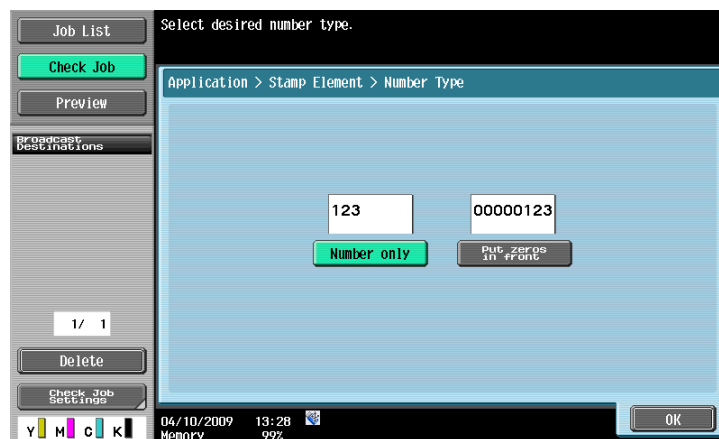 Job List
Check Job
Preview
Broadcast
Destinations
1/ 1
Delete
Check Job
Settings
Y M C K
Select desired number type.
Application > Stamp Element > Number Type
123
00000123
Number only
Put zeros
in front
04/10/2009 13:28
Memory 99%
OK